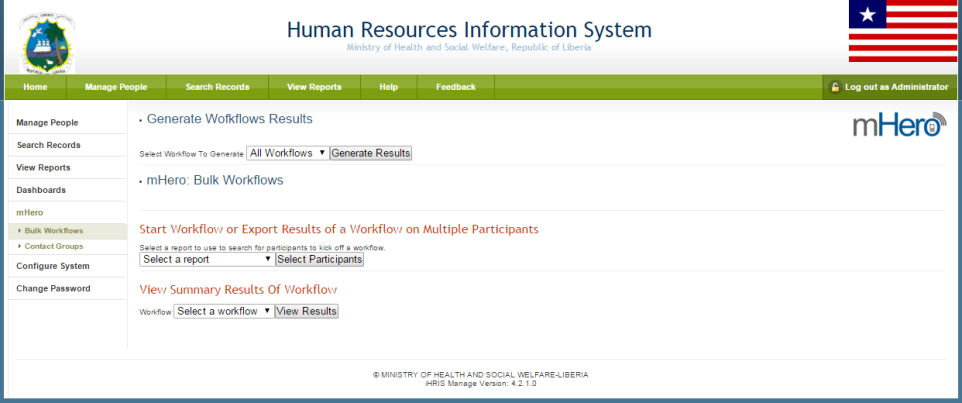 Human Resources Information System
Ministry of Health and Social Welfare, Republic of Liberia
Home Manage People Search Records View Reports Help Feedback Log out as Administrator
Manage People
Search Records
View Reports
Dashboards
mHero
Bulk Workflows
Contact Groups
Configure System
Change Password
mHero
Generate Wofkflows Results
Select Workflow To Generate All Workflows Generate Results
mHero: Bulk Workflows
Start Workflow or Export Results of a Workflow on Multiple Participants
Select a report to use to search for participants to kick off a workflow.
Select a report Select Participants
View Summary Results Of Workflow
Workflow Select a workflow View Results
© MINISTRY OF HEALTH AND SOCIAL WELFARE-LIBERIA
iHRIS Manage Version: 4.2.1.0